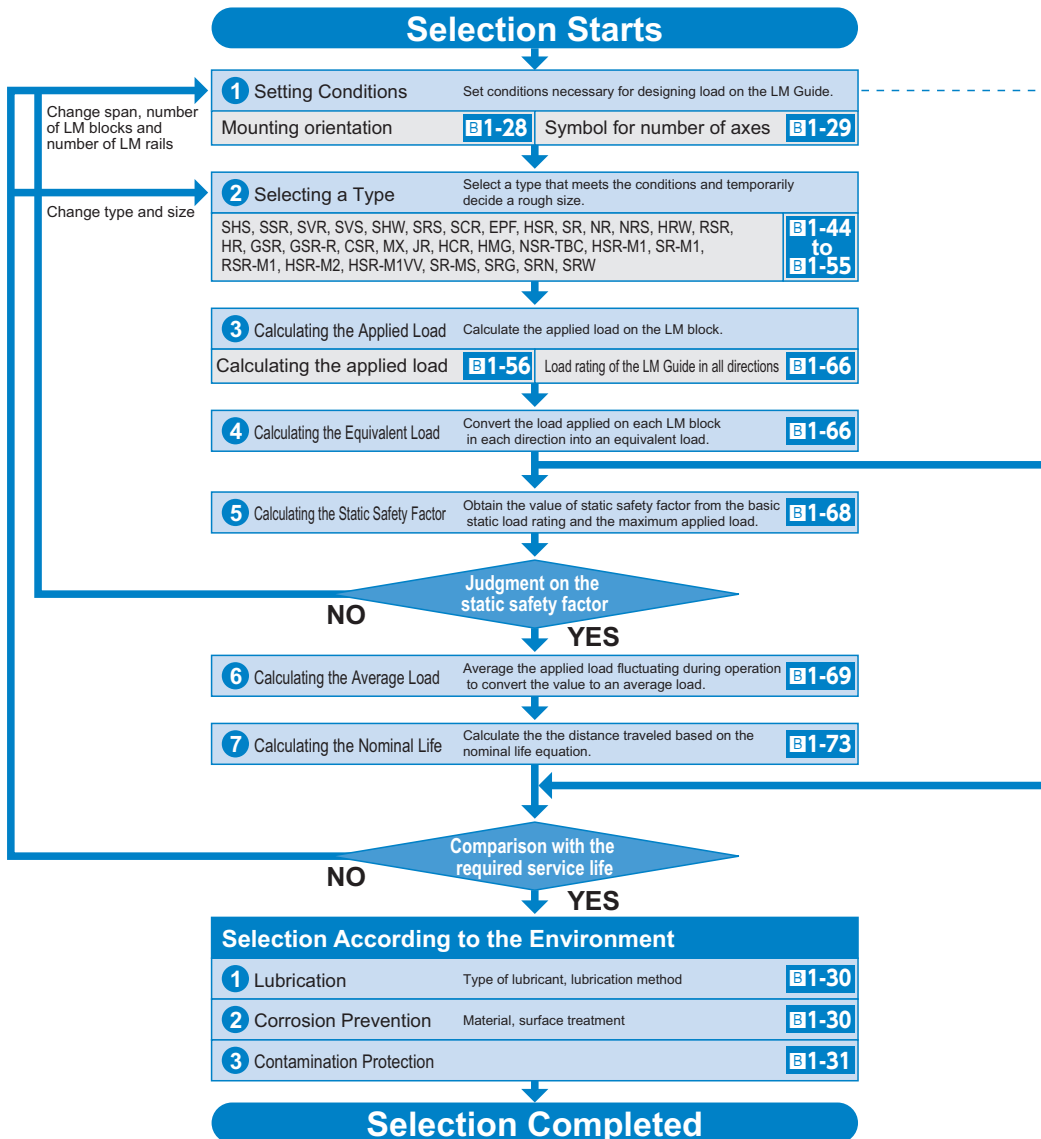 Selection Starts
1 Setting Conditions Set conditions necessary for designing load on the LM Guide.
Change span, number
of LM blocks and
number of LM rails
Mounting orientation B1-28 Symbol for number of axes B1-29
2 Selecting a Type Select a type that meets the conditions and temporarily
decide a rough size.
Change type and size
SHS, SSR, SVR, SVS, SHW, SRS, SCR, EPF, HSR, SR, NR, NRS, HRW, RSR,
HR, GSR, GSR-R, CSR, MX, JR, HCR, HMG, NSR-TBC, HSR-M1, SR-M1,
RSR-M1, HSR-M2, HSR-M1VV, SR-MS, SRG, SRN, SRW
B1-44
to
B1-55
3 Calculating the Applied Load Calculate the applied load on the LM block.
Calculating the applied load B1-56 Load rating of the LM Guide in all directions B1-66
4 Calculating the Equivalent Load Convert the load applied on each LM block
in each direction into an equivalent load. B1-66
5 Calculating the Static Safety Factor Obtain the value of static safety factor from the basic
static load rating and the maximum applied load. B1-68
Judgment on the
static safety factor
NO
YES
6 Calculating the Average Load Average the applied load fluctuating during operation
to convert the value to an average load. B1-69
7 Calculating the Nominal Life Calculate the the distance traveled based on the
nominal life equation. B1-73
Comparison with the
required service life
NO
YES
Selection According to the Environment
1 Lubrication Type of lubricant, lubrication method B1-30
2 Corrosion Prevention Material, surface treatment B1-30
3 Contamination Protection B1-31
Selection Completed